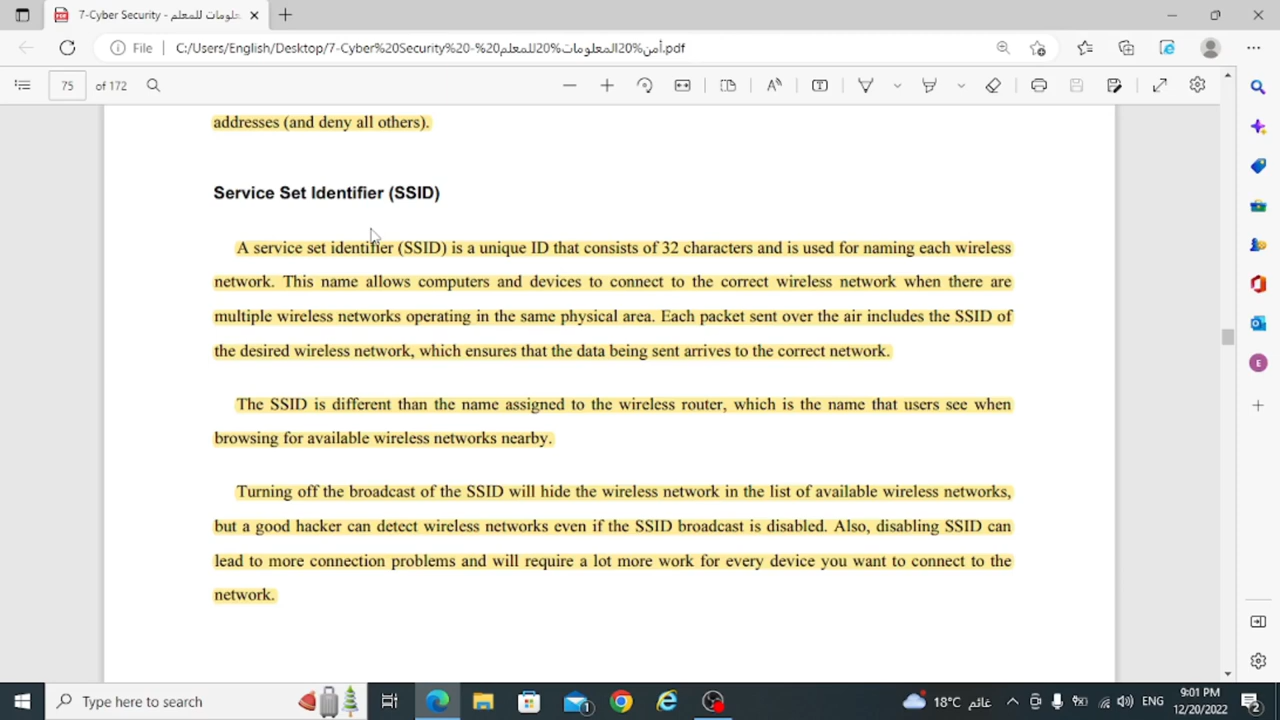 7-Cyber Security - أمن المعلومات للمعلم
File
C:/Users/English/Desktop/7-Cyber%20Security%20-%20أمن%20المعلومات%20للمعلم.pdf
75 of 172
addresses (and deny all others).
Service Set Identifier (SSID)
A service set identifier (SSID) is a unique ID that consists of 32 characters and is used for naming each wireless
network. This name allows computers and devices to connect to the correct wireless network when there are
multiple wireless networks operating in the same physical area. Each packet sent over the air includes the SSID of
the desired wireless network, which ensures that the data being sent arrives to the correct network.
The SSID is different than the name assigned to the wireless router, which is the name that users see when
browsing for available wireless networks nearby.
Turning off the broadcast of the SSID will hide the wireless network in the list of available wireless networks,
but a good hacker can detect wireless networks even if the SSID broadcast is disabled. Also, disabling SSID can
lead to more connection problems and will require a lot more work for every device you want to connect to the
network.
E
Type here to search
1
18°C غائم
ENG
9:01 PM
12/20/2022
2